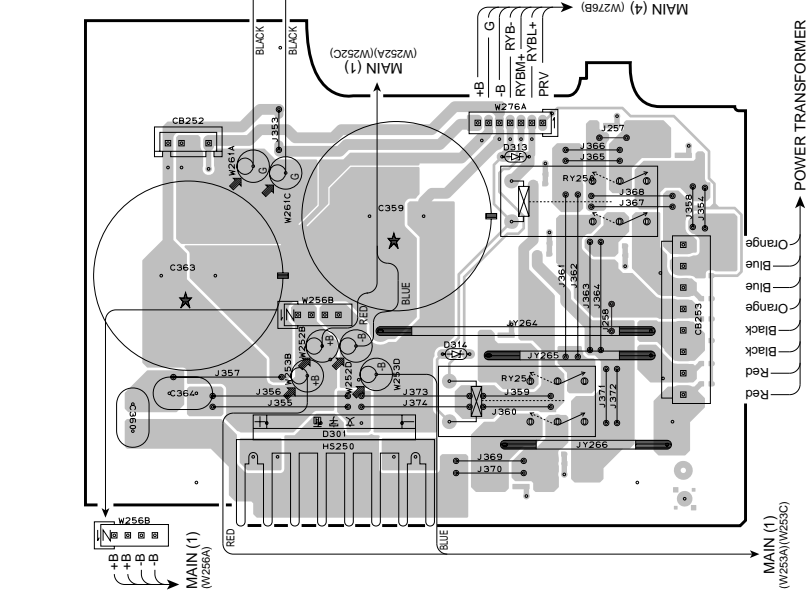 MAIN (4)
(W276B)
BLACK
BLACK
MAIN (1)
(W252A)(W252C)
+B
G
-B
RYB-
RYBM+
RYBL+
PRV
POWER TRANSFORMER
W276A
CB252
J353
J257
J366
J365
D313
W261A
G
G
W261C
C359
J368
J367
J358
J354
C363
J361
J362
J363
J364
J258
Orange
Blue
Blue
Orange
Black
Black
Red
Red
CB253
W256B
RED
BLUE
JY264
W252B
+B
-B
D314
JY265
W253B
+B
-B
W253D
J357
C364
J356
J355
J373
J374
J359
J360
J371
J372
C360
D301
HS250
JY266
J369
J370
W256B
+B
+B
-B
-B
MAIN (1)
(W256A)
RED
BLUE
MAIN (1)
(W253A)(W253C)